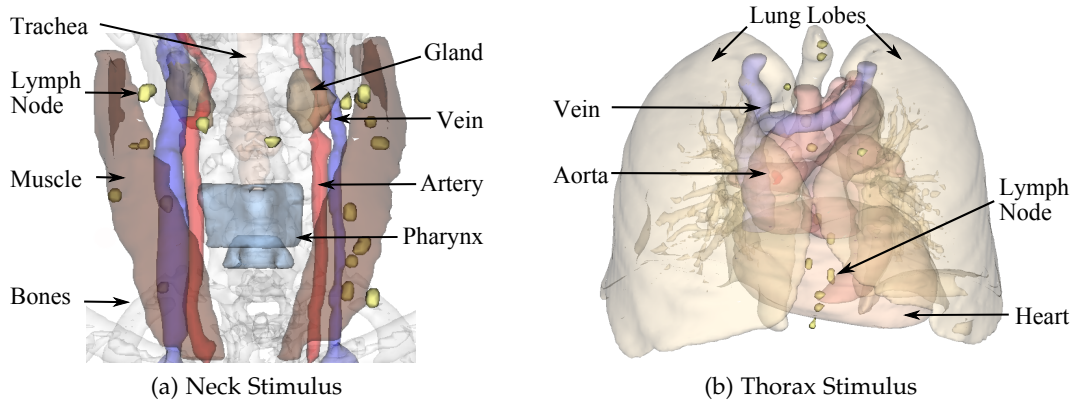 Trachea
Gland
Lymph
Node
Vein
Muscle
Artery
Pharynx
Bones
(a) Neck Stimulus
Lung Lobes
Vein
Aorta
Lymph
Node
Heart
(b) Thorax Stimulus